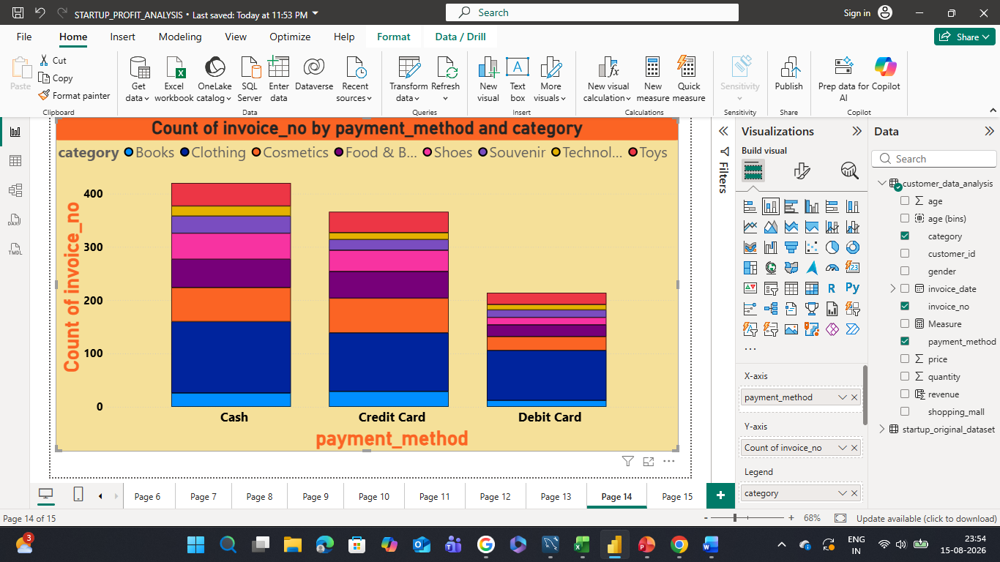 STARTUP_PROFIT_ANALYSIS • Last saved: Today at 11:53 PM
Search
Sign in
File Home Insert Modeling View Optimize Help Format Data / Drill
Share
Paste
Cut
Copy
Format painter
Clipboard
Get data
Excel workbook
OneLake catalog
SQL Server
Enter data
Dataverse
Recent sources
Data
Transform data
Refresh
Queries
New visual
Text box
More visuals
Insert
New visual calculation
New measure
Quick measure
Calculations
Sensitivity
Sensitivity
Publish
Share
Prep data for AI
Copilot
Copilot
Count of invoice_no by payment_method and category
category Books Clothing Cosmetics Food & B... Shoes Souvenir Technol... Toys
Count of invoice_no
400
300
200
100
0
Cash Credit Card Debit Card
payment_method
Filters
Visualizations
Build visual
R Py
123
X-axis
payment_method
Y-axis
Count of invoice_no
Legend
category
Data
Search
customer_data_analysis
age
age (bins)
category
customer_id
gender
invoice_date
invoice_no
Measure
payment_method
price
quantity
revenue
shopping_mall
startup_original_dataset
DAX
TMDL
Page 6 Page 7 Page 8 Page 9 Page 10 Page 11 Page 12 Page 13 Page 14 Page 15
Page 14 of 15
68%
Update available (click to download)
3
ENG
IN
23:54
15-08-2026